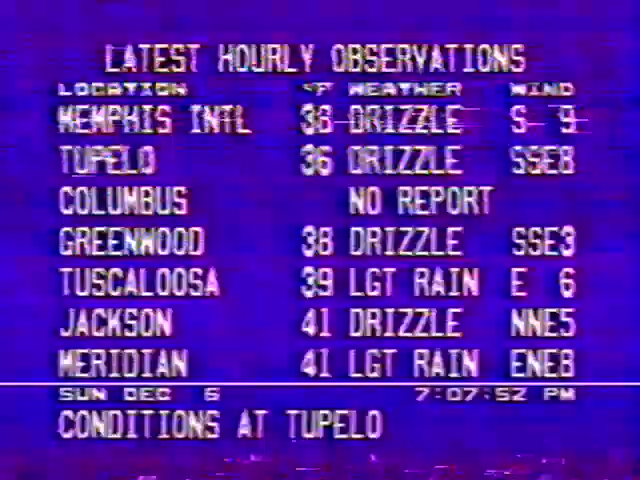 LATEST HOURLY OBSERVATIONS
LOCATION °F WEATHER WIND
MEMPHIS INTL 38 DRIZZLE S 9
TUPELO 36 DRIZZLE SSE8
COLUMBUS NO REPORT
GREENWOOD 38 DRIZZLE SSE3
TUSCALOOSA 39 LGT RAIN E 6
JACKSON 41 DRIZZLE NNE5
MERIDIAN 41 LGT RAIN ENE8
SUN DEC 6 7:07:52 PM
CONDITIONS AT TUPELO